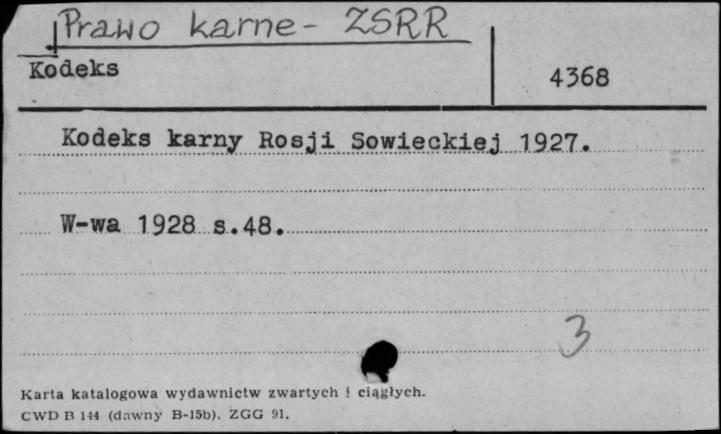 Prawo karne - ZSRR
Kodeks
4368
Kodeks karny Rosji Sowieckiej 1927.
W-wa 1928 s.48.
3
Karta katalogowa wydawnictw zwartych i ciągłych.
CWD B 144 (dawny B-15b). ZGG 91.